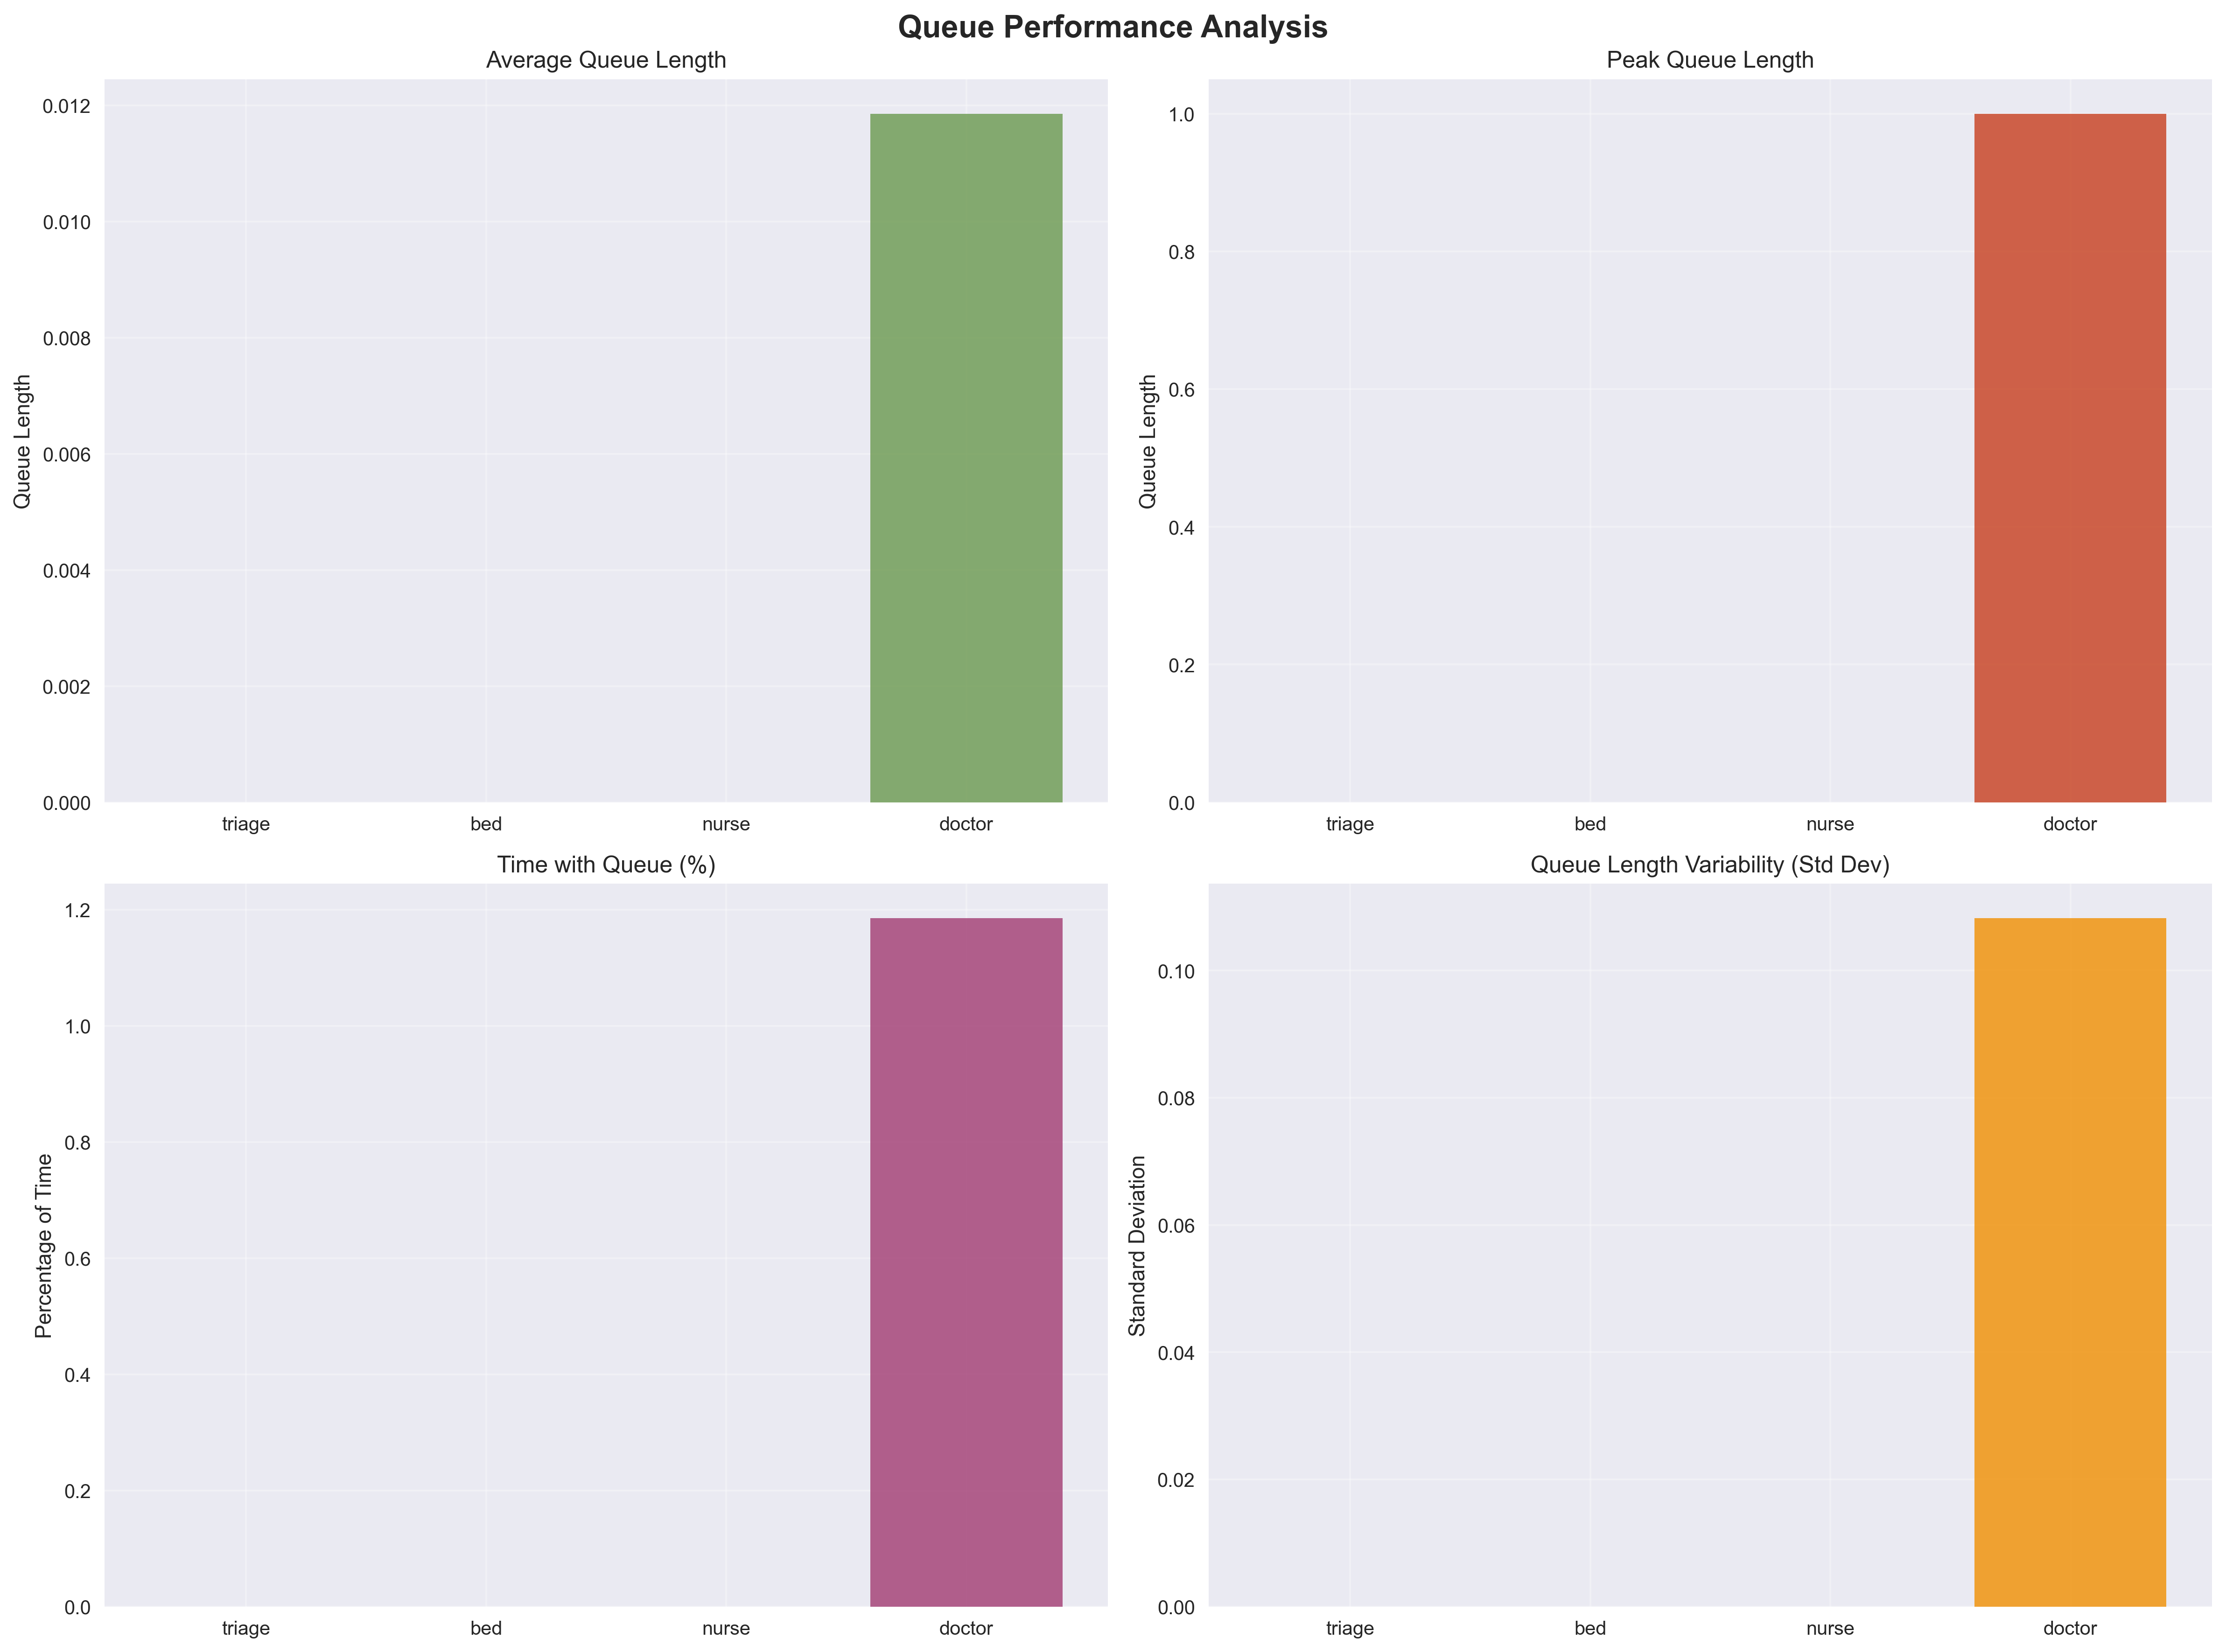 Queue Performance Analysis
Average Queue Length
Queue Length
0.012
0.010
0.008
0.006
0.004
0.002
0.000
triage bed nurse doctor
Peak Queue Length
Queue Length
1.0
0.8
0.6
0.4
0.2
0.0
triage bed nurse doctor
Time with Queue (%)
Percentage of Time
1.2
1.0
0.8
0.6
0.4
0.2
0.0
triage bed nurse doctor
Queue Length Variability (Std Dev)
Standard Deviation
0.10
0.08
0.06
0.04
0.02
0.00
triage bed nurse doctor